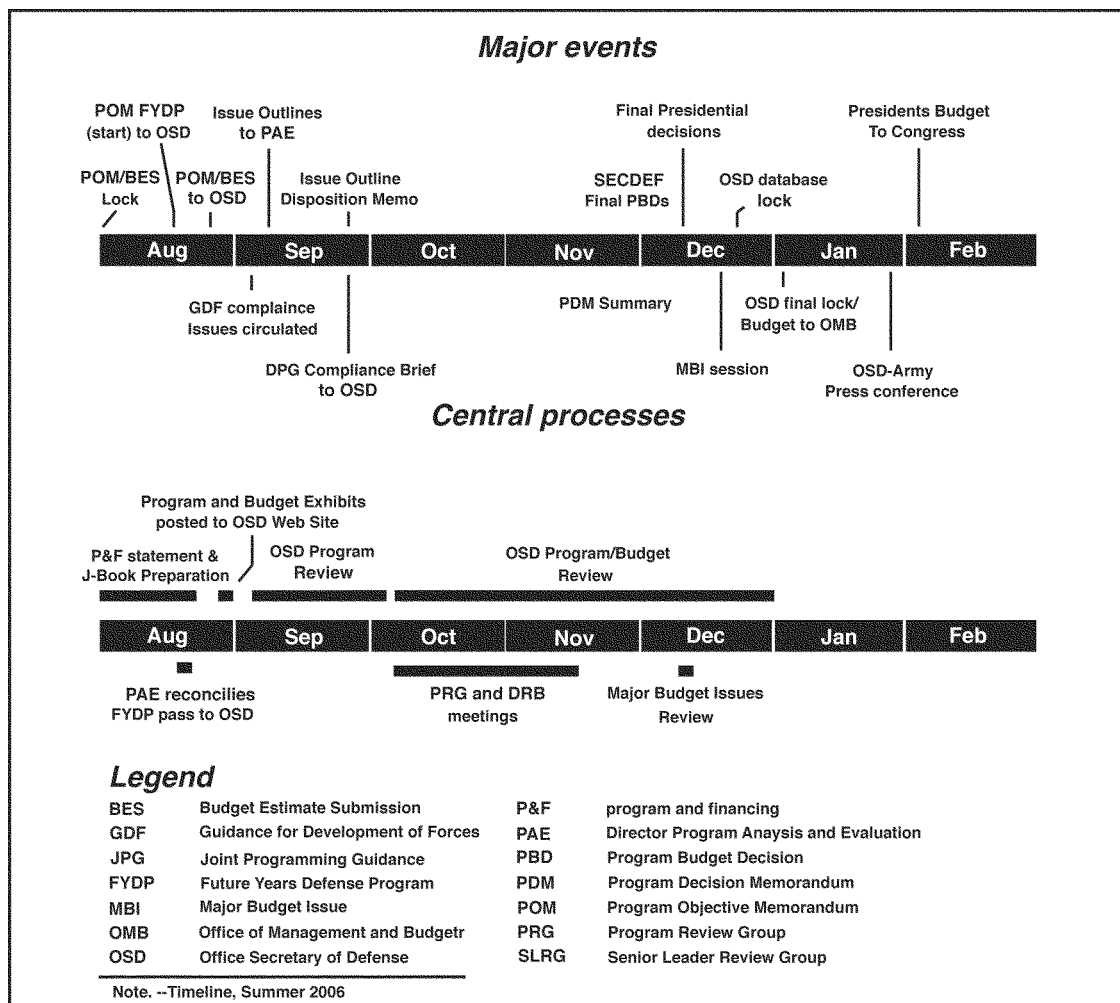 Major events
POM FYDP
(start) to OSD
Issue Outlines
to PAE
Final Presidential
decisions
Presidents Budget
To Congress
POM/BES
Lock
POM/BES
to OSD
Issue Outline
Disposition Memo
SECDEF
Final PBDs
OSD database
lock
Aug Sep Oct Nov Dec Jan Feb
GDF complaince
Issues circulated
PDM Summary
OSD final lock/
Budget to OMB
DPG Compliance Brief
to OSD
MBI session
OSD-Army
Press conference
Central processes
Program and Budget Exhibits
posted to OSD Web Site
P&F statement &
J-Book Preparation
OSD Program
Review
OSD Program/Budget
Review
Aug Sep Oct Nov Dec Jan Feb
PAE reconcilies
FYDP pass to OSD
PRG and DRB
meetings
Major Budget Issues
Review
Legend
BES Budget Estimate Submission
GDF Guidance for Development of Forces
JPG Joint Programming Guidance
FYDP Future Years Defense Program
MBI Major Budget Issue
OMB Office of Management and Budgetr
OSD Office Secretary of Defense
P&F program and financing
PAE Director Program Anaysis and Evaluation
PBD Program Budget Decision
PDM Program Decision Memorandum
POM Program Objective Memorandum
PRG Program Review Group
SLRG Senior Leader Review Group
Note. --Timeline, Summer 2006